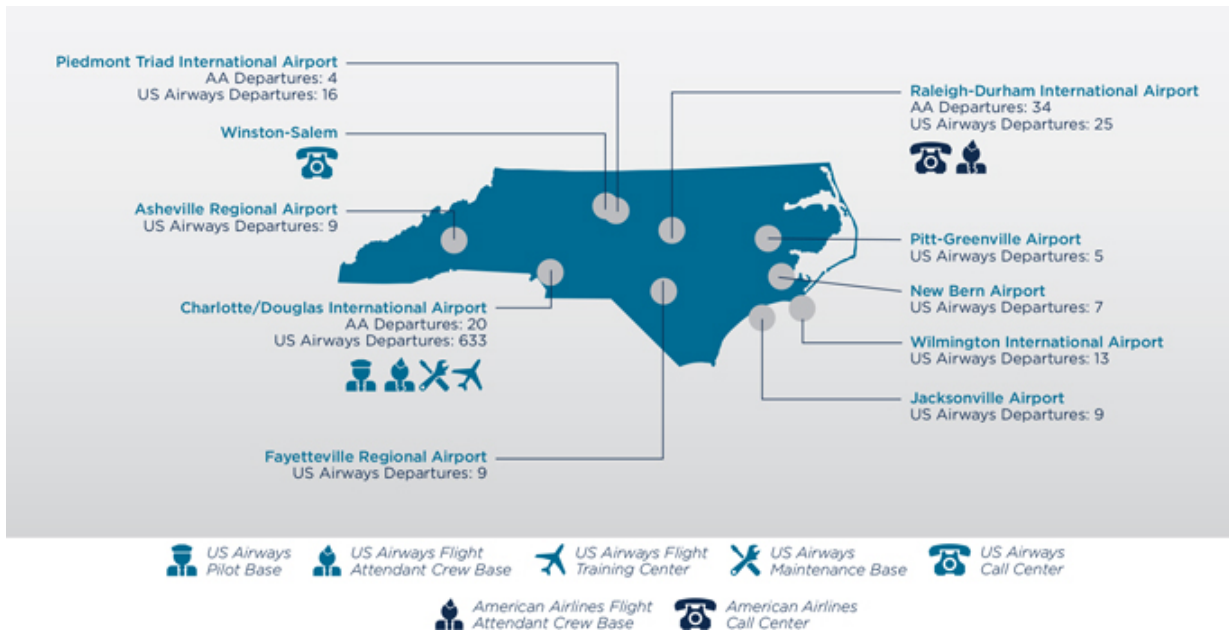 Piedmont Triad International Airport
AA Departures: 4
US Airways Departures: 16
Winston-Salem
Asheville Regional Airport
US Airways Departures: 9
Charlotte/Douglas International Airport
AA Departures: 20
US Airways Departures: 633
Fayetteville Regional Airport
US Airways Departures: 9
Raleigh-Durham International Airport
AA Departures: 34
US Airways Departures: 25
Pitt-Greenville Airport
US Airways Departures: 5
New Bern Airport
US Airways Departures: 7
Wilmington International Airport
US Airways Departures: 13
Jacksonville Airport
US Airways Departures: 9
US Airways
Pilot Base
US Airways Flight
Attendant Crew Base
US Airways Flight
Training Center
US Airways
Maintenance Base
US Airways
Call Center
American Airlines Flight
Attendant Crew Base
American Airlines
Call Center